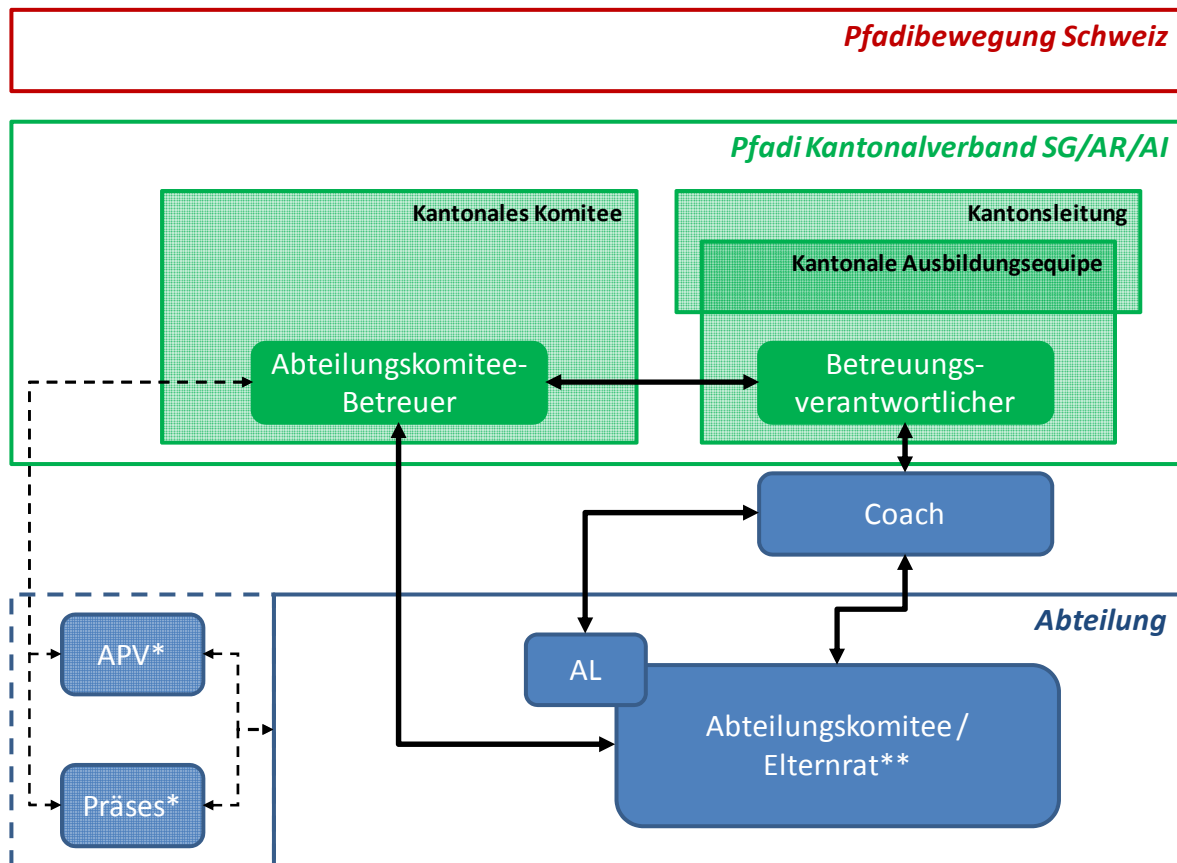 Pfadibewegung Schweiz
Pfadi Kantonalverband SG/AR/AI
Kantonales Komitee
Kantonsleitung
Kantonale Ausbildungsequipe
Abteilungskomitee-
Betreuer
Betreuungs-
verantwortlicher
Coach
Abteilung
APV*
AL
Abteilungskomitee /
Elternrat**
Präses*